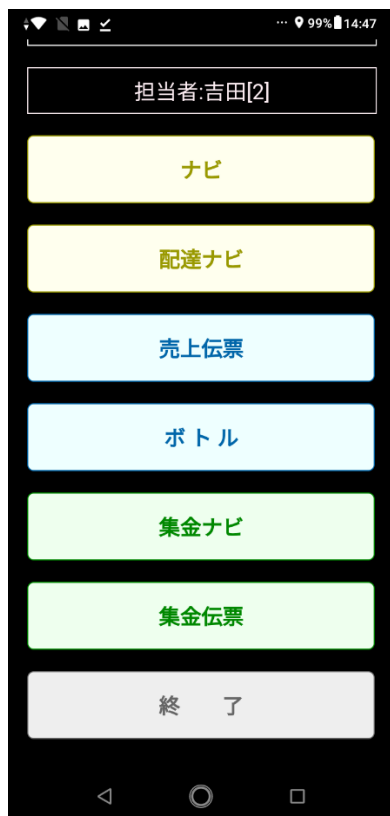 99% 14:47
担当者:吉田[2]
ナビ
配達ナビ
売上伝票
ボ ト ル
集金ナビ
集金伝票
終　　了